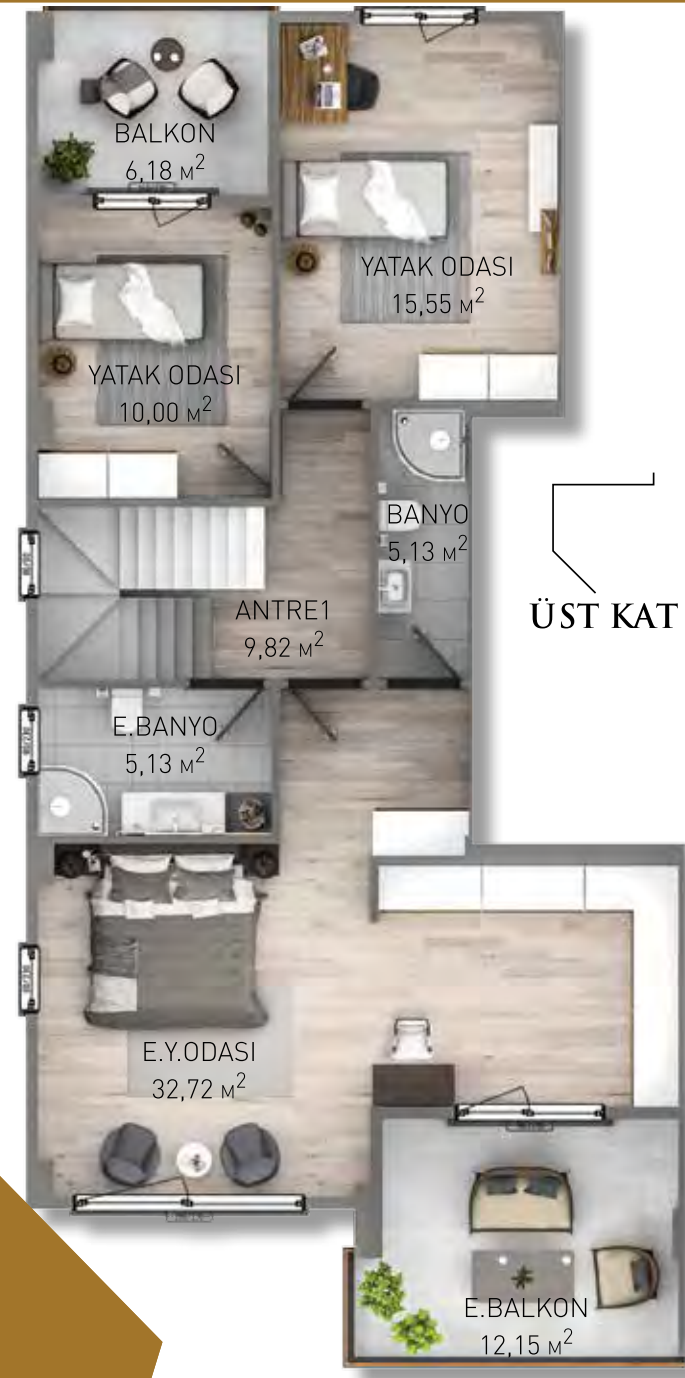 BALKON
6,18 M²
YATAK ODASI
15,55 M²
YATAK ODASI
10,00 M²
BANYO
5,13 M²
ÜST KAT
ANTRE1
9,82 M²
E.BANYO
5,13 M²
E.Y.ODASI
32,72 M²
E.BALKON
12,15 M²